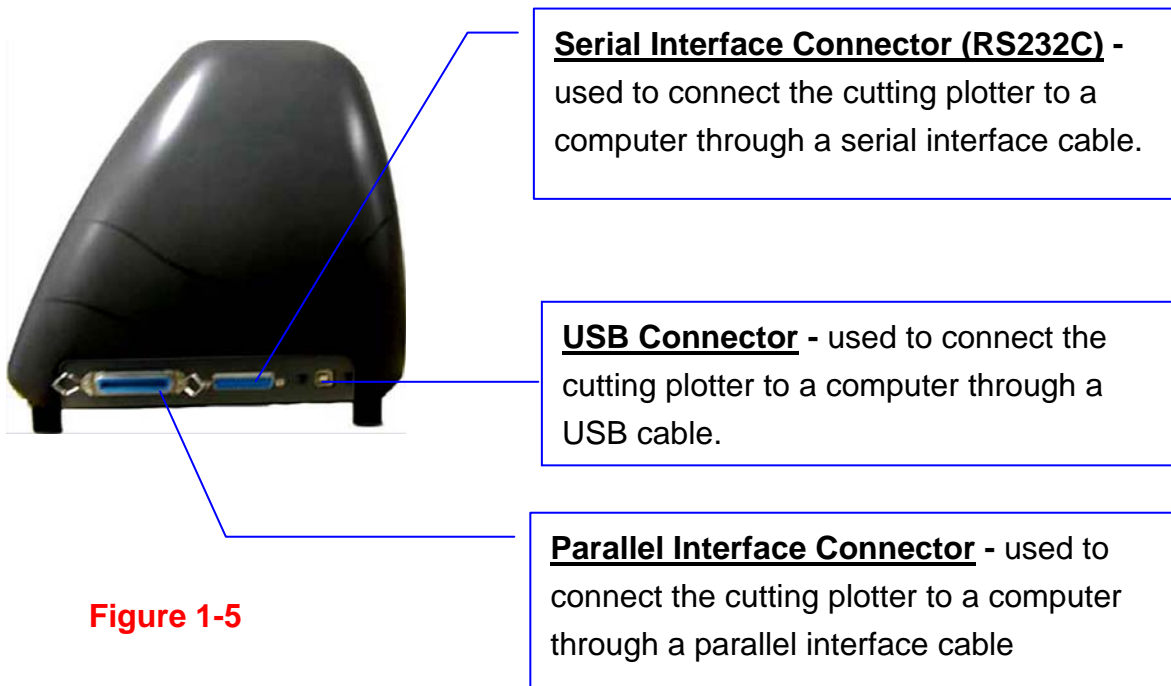 Serial Interface Connector (RS232C) -
used to connect the cutting plotter to a
computer through a serial interface cable.
USB Connector - used to connect the
cutting plotter to a computer through a
USB cable.
Parallel Interface Connector - used to
connect the cutting plotter to a computer
through a parallel interface cable
Figure 1-5